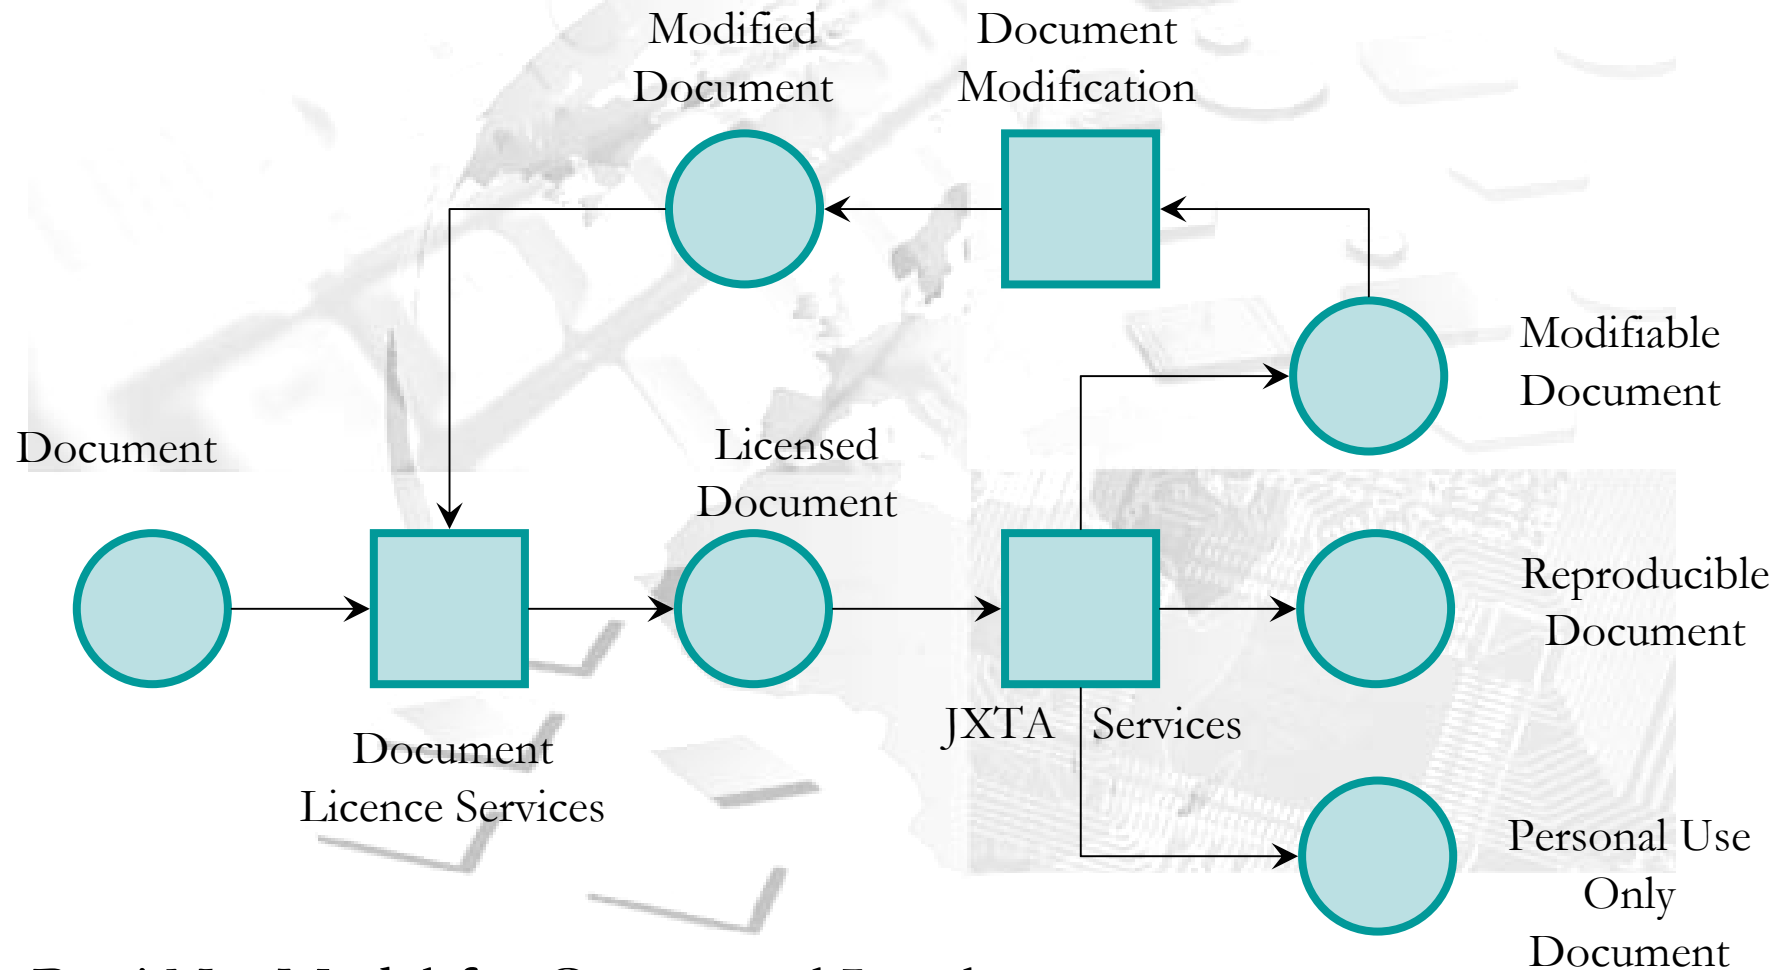 Modified
Document
Document
Modification
Modifiable
Document
Document
Licensed
Document
Reproducible
Document
JXTA Services
Document
Licence Services
Personal Use
Only
Document